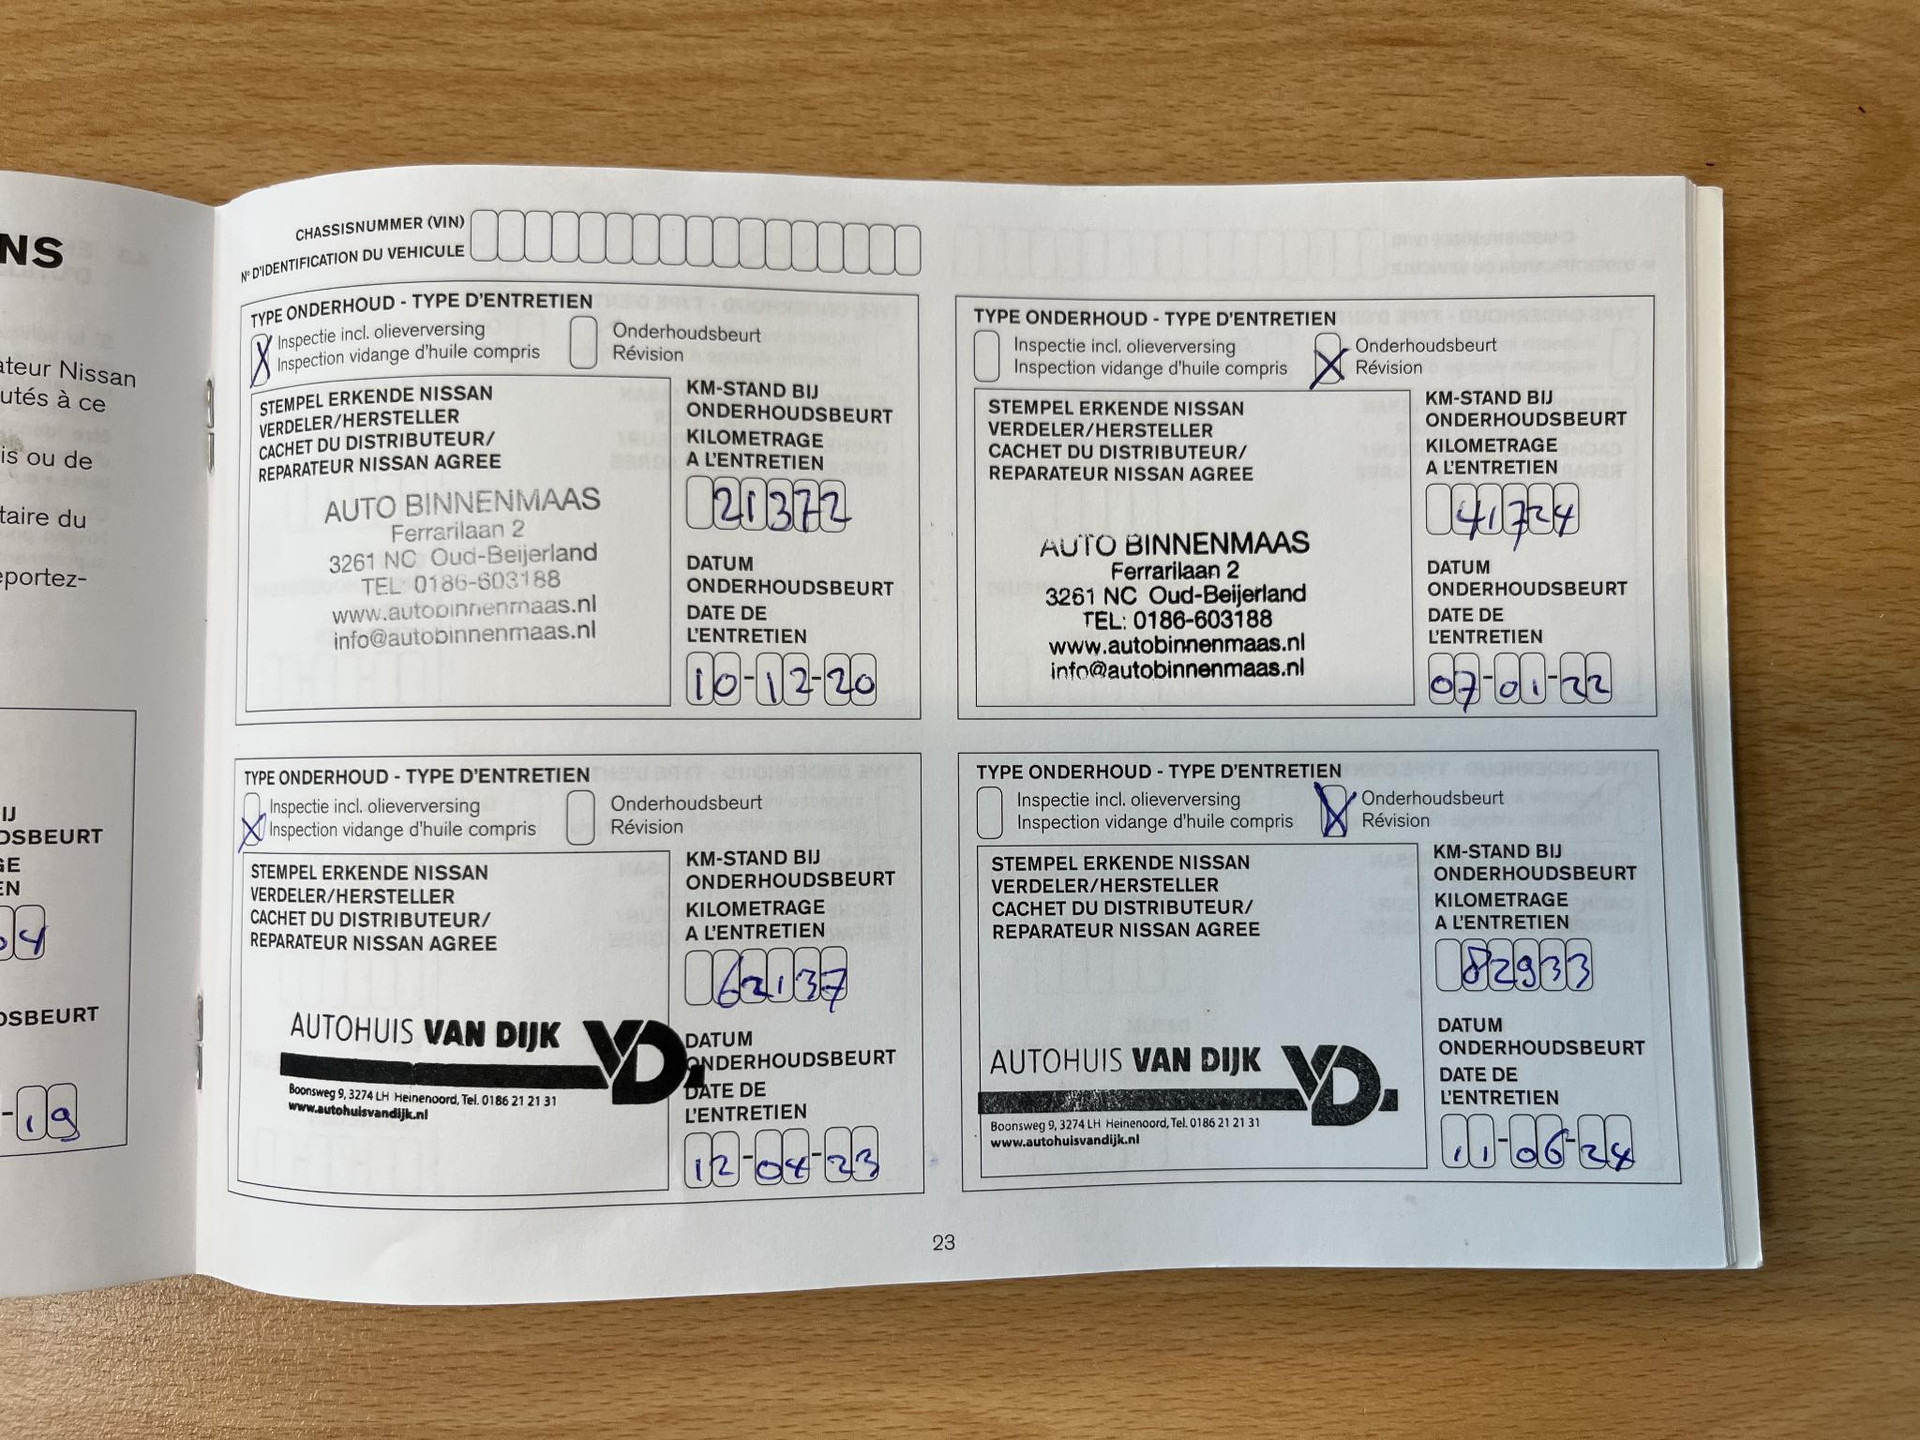 NS
ateur Nissan
utés à ce
is ou de
taire du
eportez-
IJ
DSBEURT
GE
EN
04
DSBEURT
-19
CHASSISNUMMER (VIN)
N° D'IDENTIFICATION DU VEHICULE
TYPE ONDERHOUD - TYPE D'ENTRETIEN
X Inspectie incl. olieverversing
Inspection vidange d'huile compris
Onderhoudsbeurt
Révision
STEMPEL ERKENDE NISSAN
VERDELER/HERSTELLER
CACHET DU DISTRIBUTEUR/
REPARATEUR NISSAN AGREE
AUTO BINNENMAAS
Ferrarilaan 2
3261 NC Oud-Beijerland
TEL: 0186-603188
www.autobinnenmaas.nl
info@autobinnenmaas.nl
KM-STAND BIJ
ONDERHOUDSBEURT
KILOMETRAGE
A L'ENTRETIEN
21372
DATUM
ONDERHOUDSBEURT
DATE DE
L'ENTRETIEN
10-12-20
TYPE ONDERHOUD - TYPE D'ENTRETIEN
Inspectie incl. olieverversing
Inspection vidange d'huile compris
X Onderhoudsbeurt
Révision
STEMPEL ERKENDE NISSAN
VERDELER/HERSTELLER
CACHET DU DISTRIBUTEUR/
REPARATEUR NISSAN AGREE
AUTO BINNENMAAS
Ferrarilaan 2
3261 NC Oud-Beijerland
TEL: 0186-603188
www.autobinnenmaas.nl
info@autobinnenmaas.nl
KM-STAND BIJ
ONDERHOUDSBEURT
KILOMETRAGE
A L'ENTRETIEN
41724
DATUM
ONDERHOUDSBEURT
DATE DE
L'ENTRETIEN
07-01-22
TYPE ONDERHOUD - TYPE D'ENTRETIEN
X Inspectie incl. olieverversing
Inspection vidange d'huile compris
Onderhoudsbeurt
Révision
STEMPEL ERKENDE NISSAN
VERDELER/HERSTELLER
CACHET DU DISTRIBUTEUR/
REPARATEUR NISSAN AGREE
AUTOHUIS VAN DIJK VD.
Boonsweg 9, 3274 LH Heinenoord, Tel. 0186 21 21 31
www.autohuisvandijk.nl
KM-STAND BIJ
ONDERHOUDSBEURT
KILOMETRAGE
A L'ENTRETIEN
62137
DATUM
ONDERHOUDSBEURT
DATE DE
L'ENTRETIEN
12-04-23
TYPE ONDERHOUD - TYPE D'ENTRETIEN
Inspectie incl. olieverversing
Inspection vidange d'huile compris
X Onderhoudsbeurt
Révision
STEMPEL ERKENDE NISSAN
VERDELER/HERSTELLER
CACHET DU DISTRIBUTEUR/
REPARATEUR NISSAN AGREE
AUTOHUIS VAN DIJK VD.
Boonsweg 9, 3274 LH Heinenoord, Tel. 0186 21 21 31
www.autohuisvandijk.nl
KM-STAND BIJ
ONDERHOUDSBEURT
KILOMETRAGE
A L'ENTRETIEN
82933
DATUM
ONDERHOUDSBEURT
DATE DE
L'ENTRETIEN
11-06-24
23